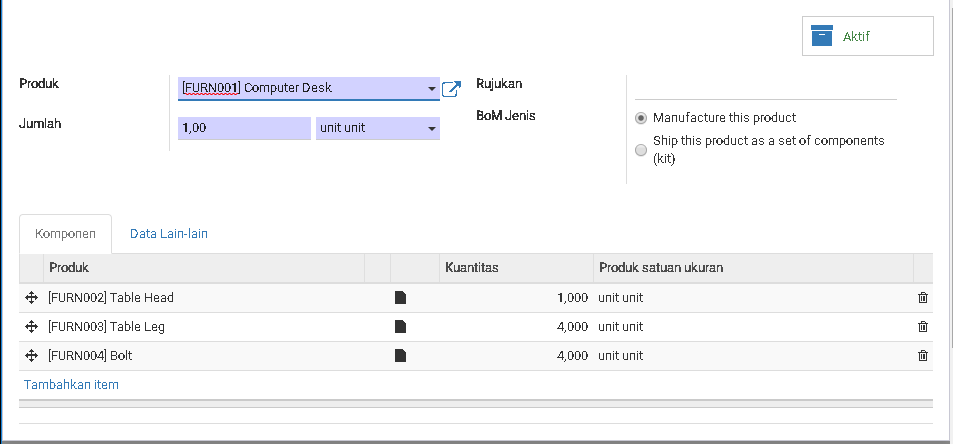 Aktif
Produk
[FURN001] Computer Desk
Rujukan
Jumlah
1,00
unit unit
BoM Jenis
Manufacture this product
Ship this product as a set of components
(kit)
Komponen
Data Lain-lain
Produk Kuantitas Produk satuan ukuran
[FURN002] Table Head 1,000 unit unit
[FURN003] Table Leg 4,000 unit unit
[FURN004] Bolt 4,000 unit unit
Tambahkan item